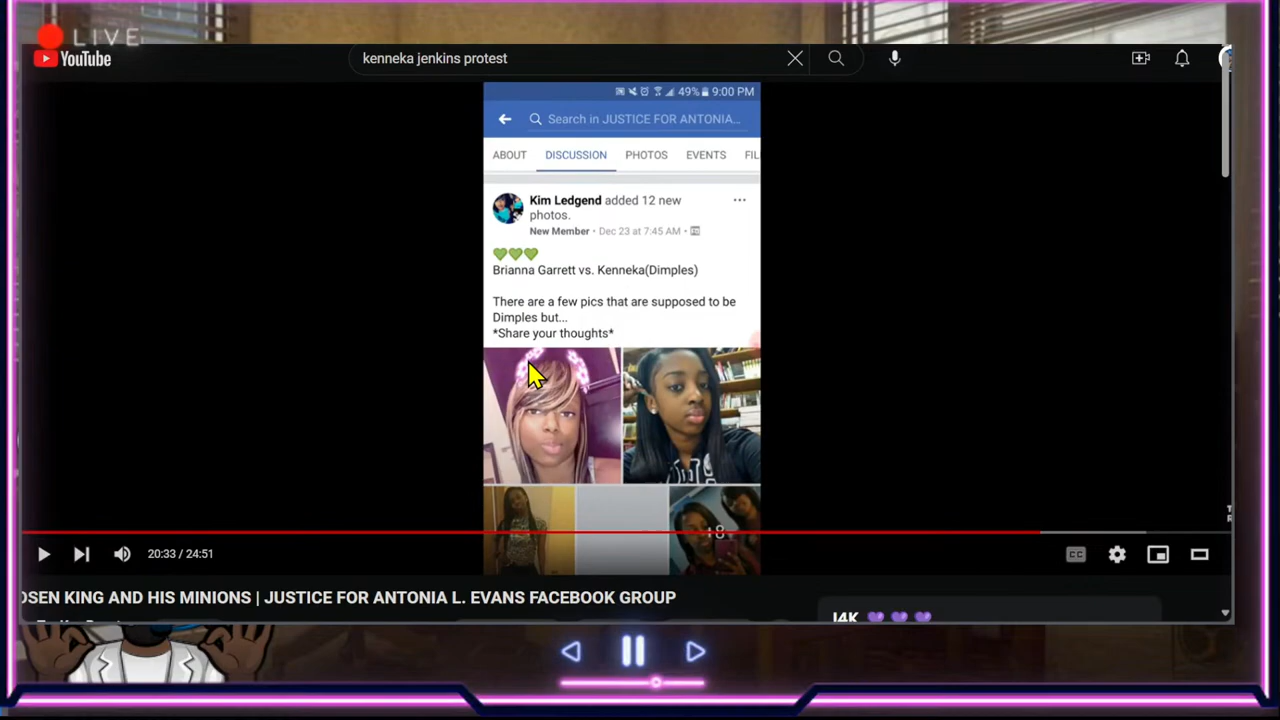 LIVE
YouTube
kenneka jenkins protest
49% 9:00 PM
Search in JUSTICE FOR ANTONIA...
ABOUT DISCUSSION PHOTOS EVENTS FIL
Kim Ledgend added 12 new
photos.
New Member • Dec 23 at 7:45 AM •
Brianna Garrett vs. Kenneka(Dimples)
There are a few pics that are supposed to be
Dimples but...
*Share your thoughts*
+8
20:33 / 24:51
CC
OSEN KING AND HIS MINIONS | JUSTICE FOR ANTONIA L. EVANS FACEBOOK GROUP
14K